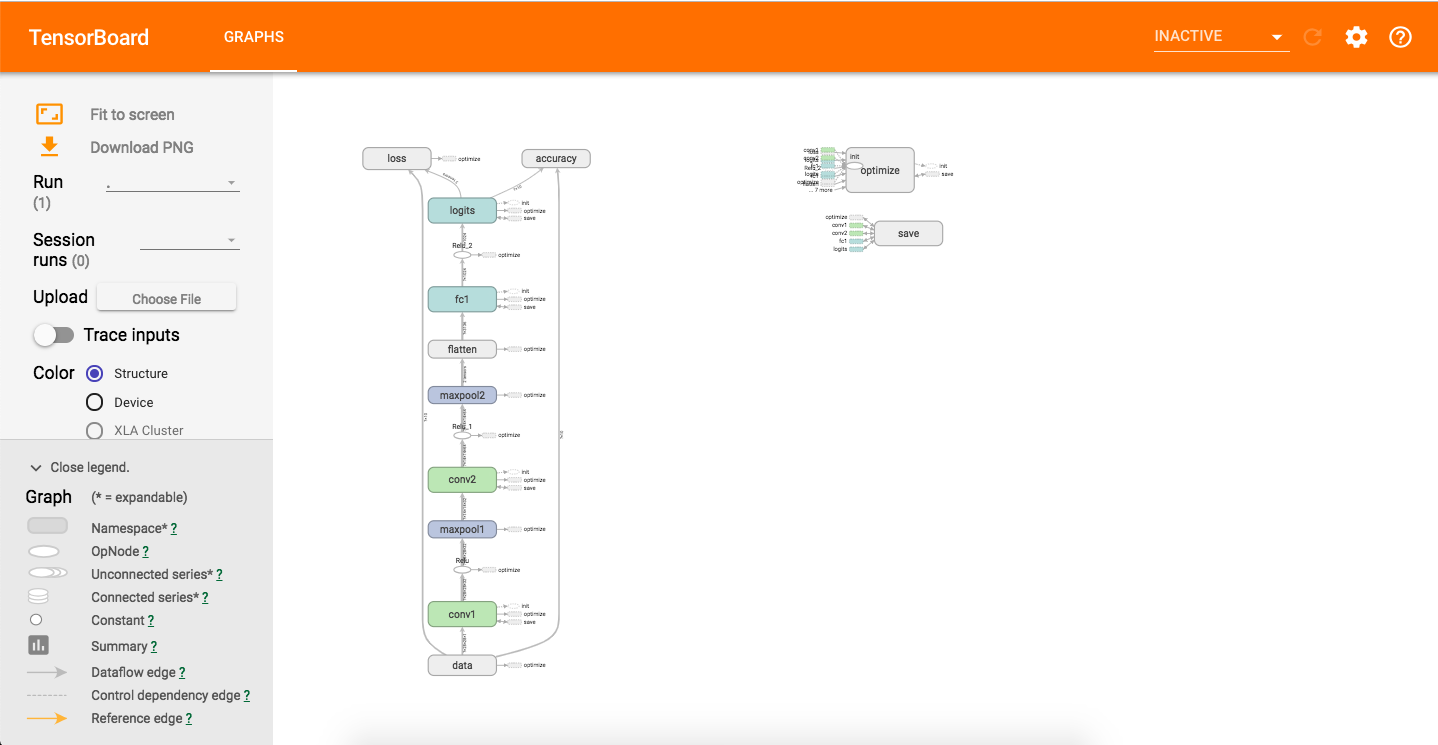 TensorBoard
GRAPHS
INACTIVE
Fit to screen
Download PNG
Run
(1)
.
Session
runs (0)
Upload
Choose File
Trace inputs
Color
Structure
Device
XLA Cluster
Close legend.
Graph
(* = expandable)
Namespace* ?
OpNode ?
Unconnected series* ?
Connected series* ?
Constant ?
Summary ?
Dataflow edge ?
Control dependency edge ?
Reference edge ?
loss
optimize
accuracy
logits
init
optimize
save
Relu_2
optimize
fc1
init
optimize
save
flatten
optimize
maxpool2
optimize
Relu_1
optimize
conv2
init
optimize
save
maxpool1
optimize
Relu
optimize
conv1
init
optimize
save
data
optimize
init
optimize
... 7 more
init
save
optimize
conv1
conv2
fc1
logits
save